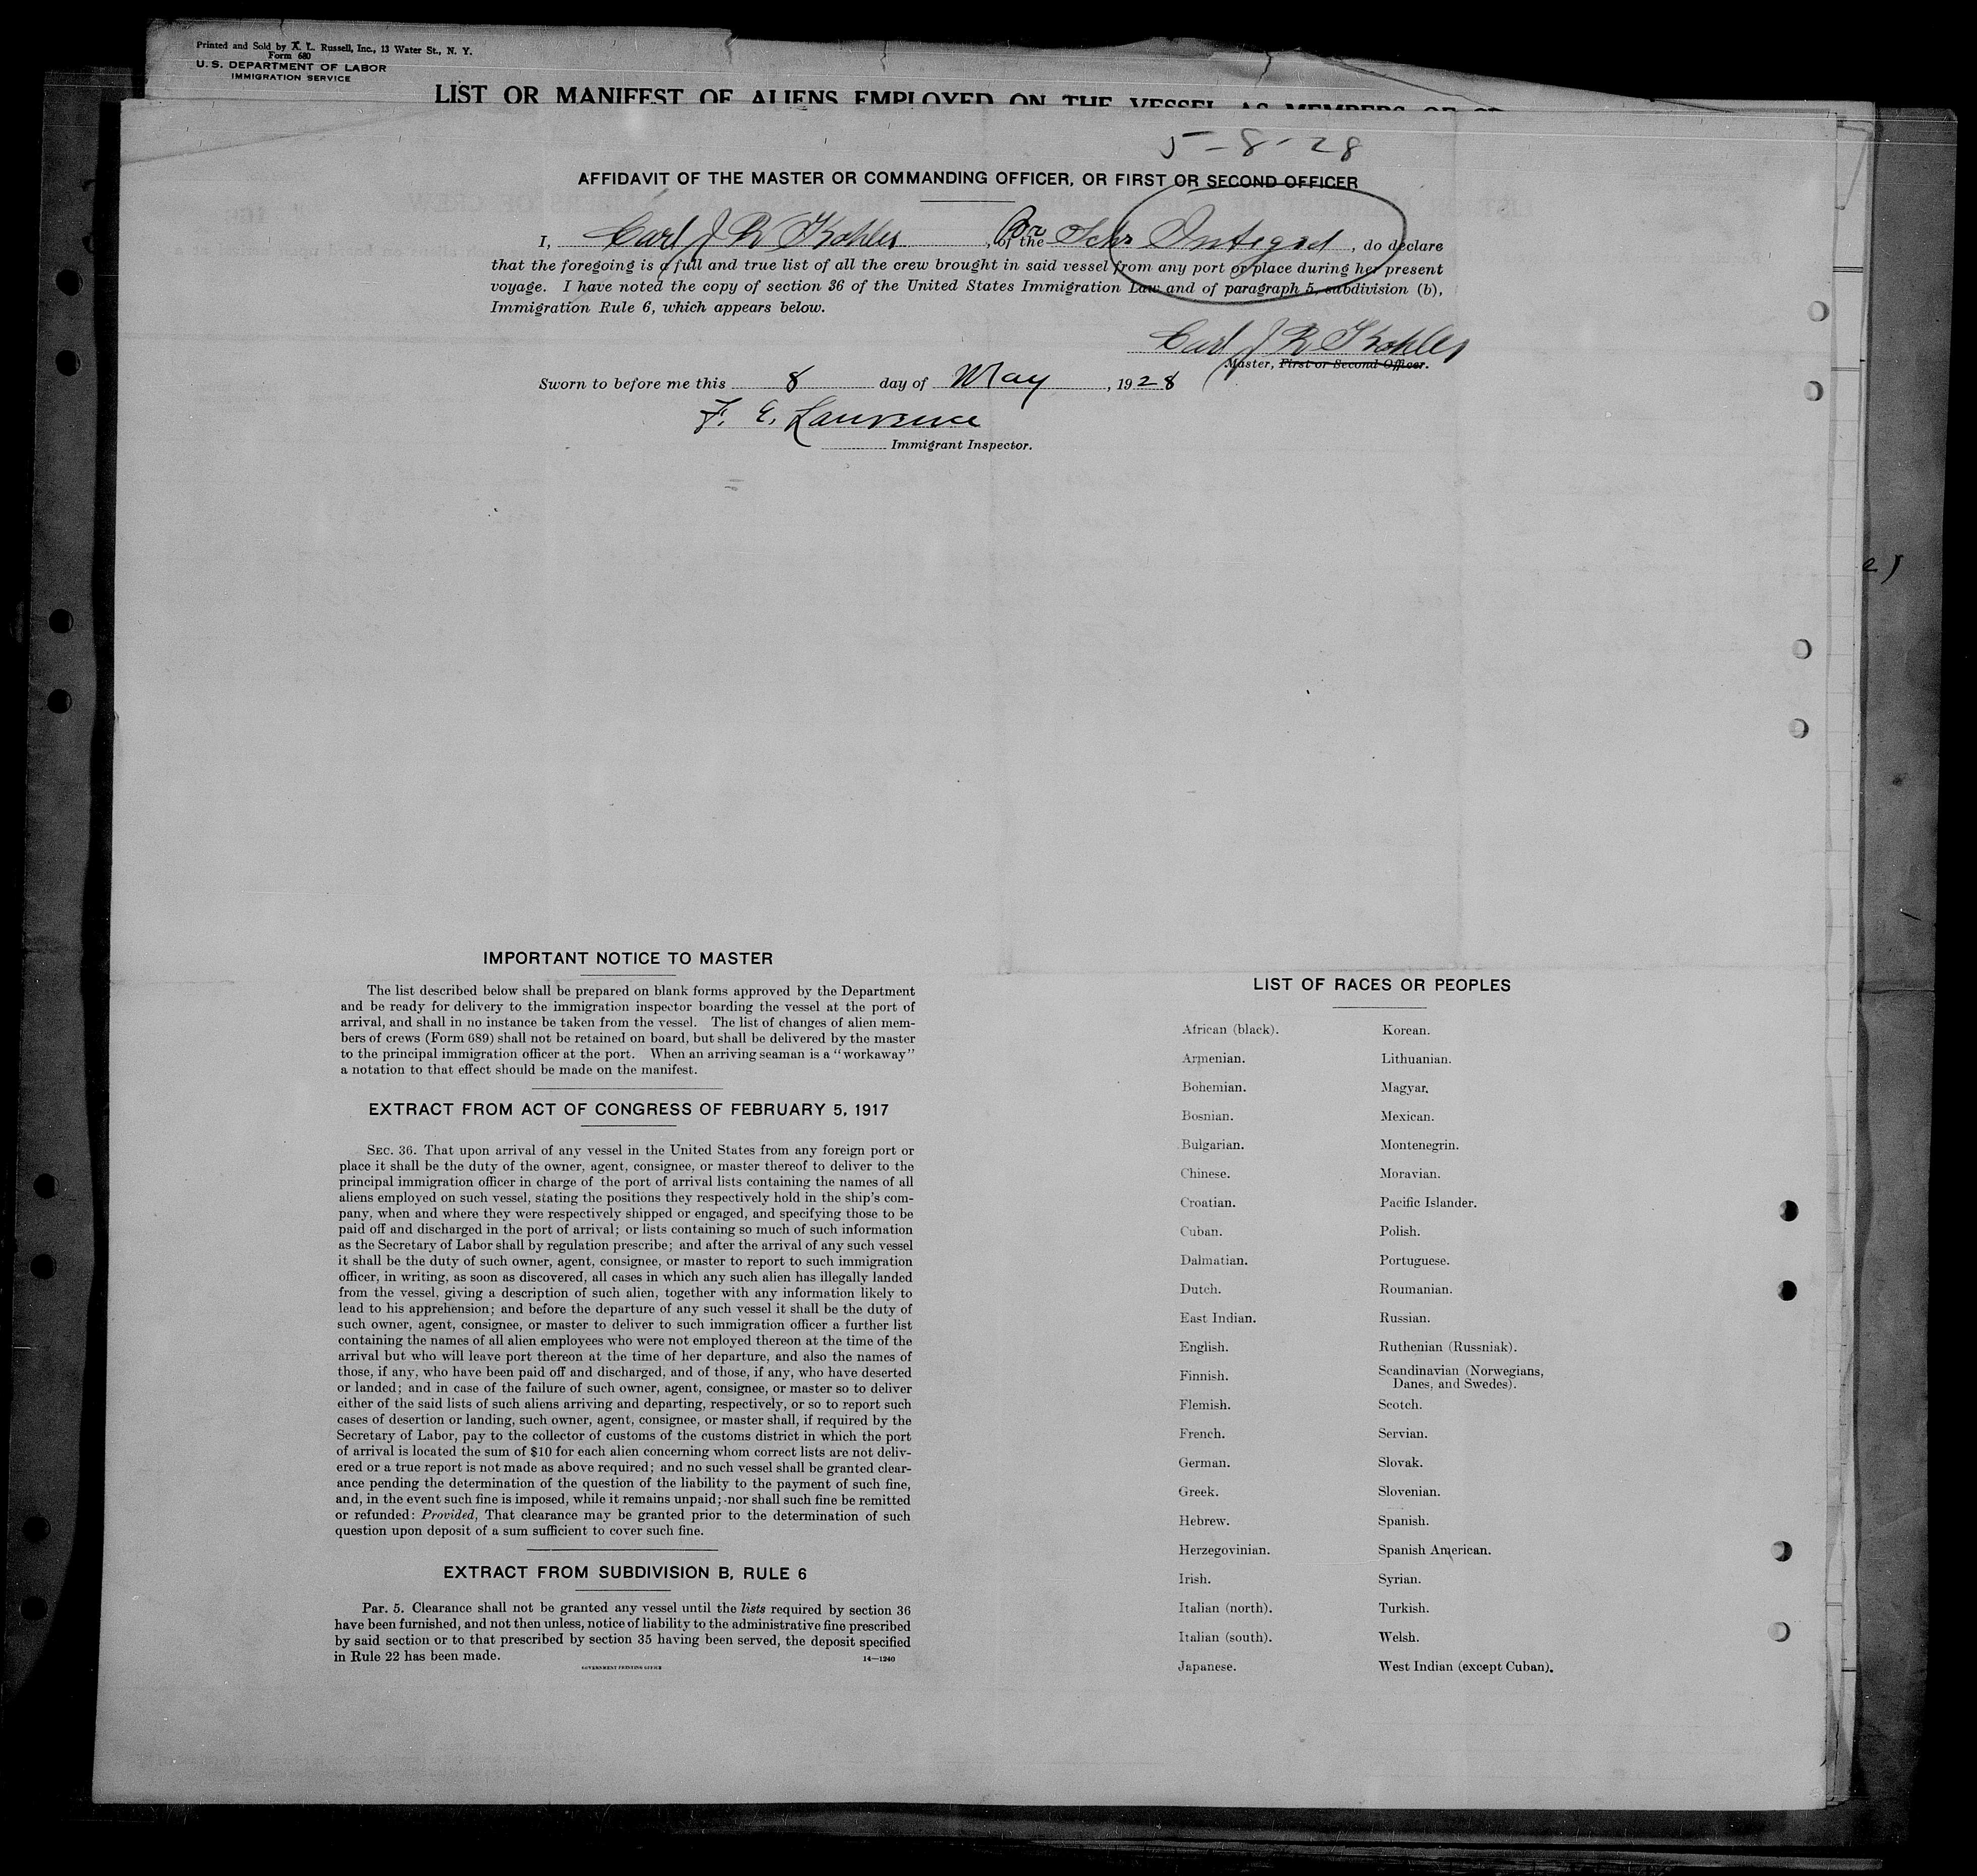 Printed and Sold by X. L. Russell, Inc., 13 Water St., N. Y.
Form 680
U. S. DEPARTMENT OF LABOR
IMMIGRATION SERVICE
LIST OR MANIFEST OF ALIENS EMPLOYED ON THE VESSEL AS MEMBERS OF
5-8-28
AFFIDAVIT OF THE MASTER OR COMMANDING OFFICER, OR FIRST OR SECOND OFFICER
I, Carl J R Kohler, of the Br Schr Integral, do declare
that the foregoing is a full and true list of all the crew brought in said vessel from any port or place during her present
voyage. I have noted the copy of section 36 of the United States Immigration Law and of paragraph 5, subdivision (b),
Immigration Rule 6, which appears below.
Carl J R Kohler
Master, First or Second Officer.
Sworn to before me this 8 day of May, 1928
F. E. Lawrence
Immigrant Inspector.
IMPORTANT NOTICE TO MASTER
The list described below shall be prepared on blank forms approved by the Department
and be ready for delivery to the immigration inspector boarding the vessel at the port of
arrival, and shall in no instance be taken from the vessel. The list of changes of alien mem-
bers of crews (Form 689) shall not be retained on board, but shall be delivered by the master
to the principal immigration officer at the port. When an arriving seaman is a "workaway"
a notation to that effect should be made on the manifest.
EXTRACT FROM ACT OF CONGRESS OF FEBRUARY 5, 1917
SEC. 36. That upon arrival of any vessel in the United States from any foreign port or
place it shall be the duty of the owner, agent, consignee, or master thereof to deliver to the
principal immigration officer in charge of the port of arrival lists containing the names of all
aliens employed on such vessel, stating the positions they respectively hold in the ship's com-
pany, when and where they were respectively shipped or engaged, and specifying those to be
paid off and discharged in the port of arrival; or lists containing so much of such information
as the Secretary of Labor shall by regulation prescribe; and after the arrival of any such vessel
it shall be the duty of such owner, agent, consignee, or master to report to such immigration
officer, in writing, as soon as discovered, all cases in which any such alien has illegally landed
from the vessel, giving a description of such alien, together with any information likely to
lead to his apprehension; and before the departure of any such vessel it shall be the duty of
such owner, agent, consignee, or master to deliver to such immigration officer a further list
containing the names of all alien employees who were not employed thereon at the time of the
arrival but who will leave port thereon at the time of her departure, and also the names of
those, if any, who have been paid off and discharged, and of those, if any, who have deserted
or landed; and in case of the failure of such owner, agent, consignee, or master so to deliver
either of the said lists of such aliens arriving and departing, respectively, or so to report such
cases of desertion or landing, such owner, agent, consignee, or master shall, if required by the
Secretary of Labor, pay to the collector of customs of the customs district in which the port
of arrival is located the sum of $10 for each alien concerning whom correct lists are not deliv-
ered or a true report is not made as above required; and no such vessel shall be granted clear-
ance pending the determination of the question of the liability to the payment of such fine,
and, in the event such fine is imposed, while it remains unpaid; nor shall such fine be remitted
or refunded: Provided, That clearance may be granted prior to the determination of such
question upon deposit of a sum sufficient to cover such fine.
EXTRACT FROM SUBDIVISION B, RULE 6
Par. 5. Clearance shall not be granted any vessel until the lists required by section 36
have been furnished, and not then unless, notice of liability to the administrative fine prescribed
by said section or to that prescribed by section 35 having been served, the deposit specified
in Rule 22 has been made.
14—1240
GOVERNMENT PRINTING OFFICE
LIST OF RACES OR PEOPLES
African (black). Korean.
Armenian. Lithuanian.
Bohemian. Magyar.
Bosnian. Mexican.
Bulgarian. Montenegrin.
Chinese. Moravian.
Croatian. Pacific Islander.
Cuban. Polish.
Dalmatian. Portuguese.
Dutch. Roumanian.
East Indian. Russian.
English. Ruthenian (Russniak).
Finnish. Scandinavian (Norwegians,
Danes, and Swedes).
Flemish. Scotch.
French. Servian.
German. Slovak.
Greek. Slovenian.
Hebrew. Spanish.
Herzegovinian. Spanish American.
Irish. Syrian.
Italian (north). Turkish.
Italian (south). Welsh.
Japanese. West Indian (except Cuban).